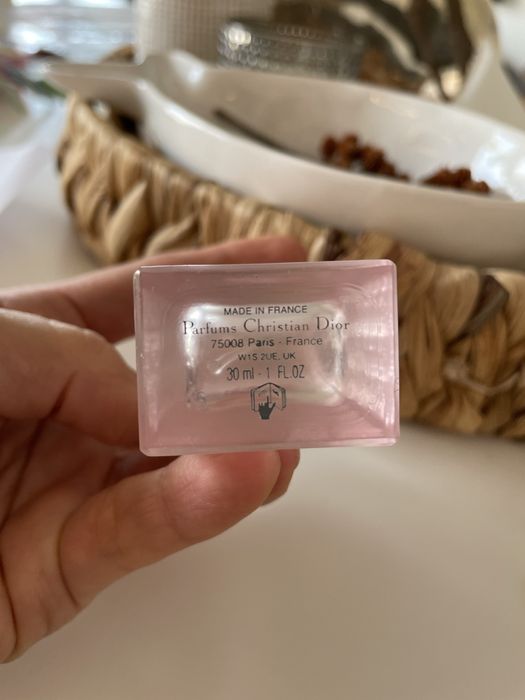 MADE IN FRANCE
Parfums Christian Dior
75008 Paris - France
W1S 2UE, UK
30 ml - 1 FL.OZ